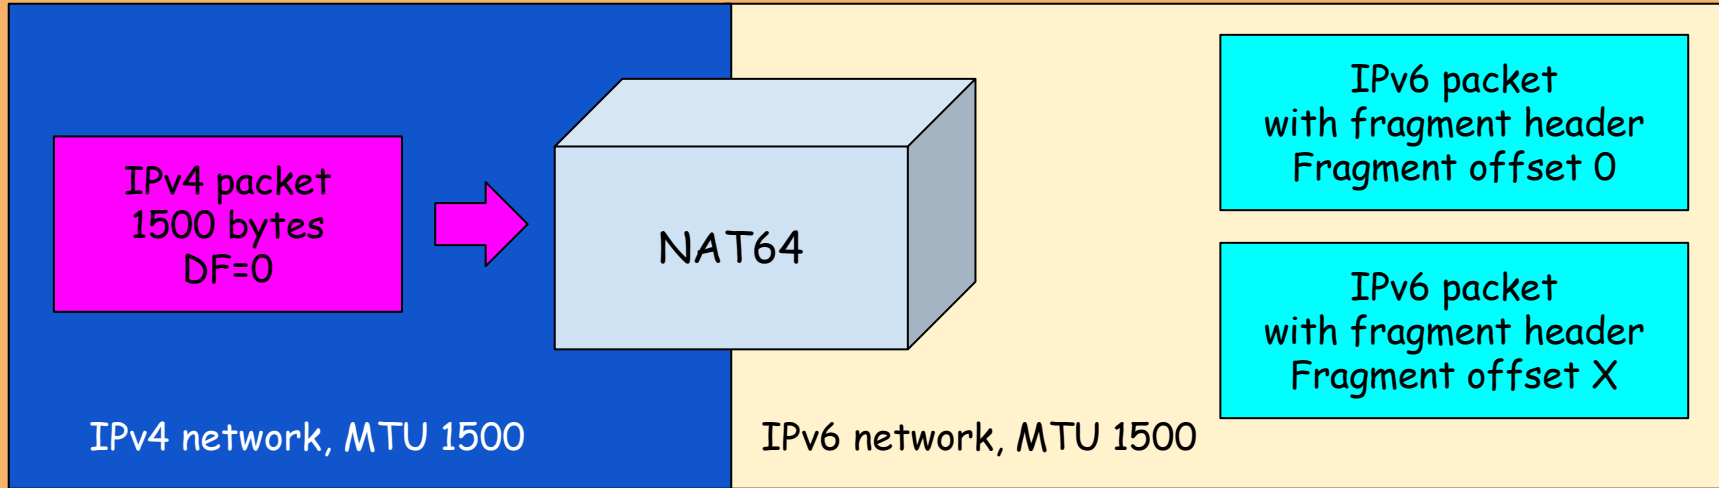 IPv4 packet
1500 bytes
DF=0
NAT64
IPv6 packet
with fragment header
Fragment offset 0
IPv6 packet
with fragment header
Fragment offset X
IPv4 network, MTU 1500
IPv6 network, MTU 1500